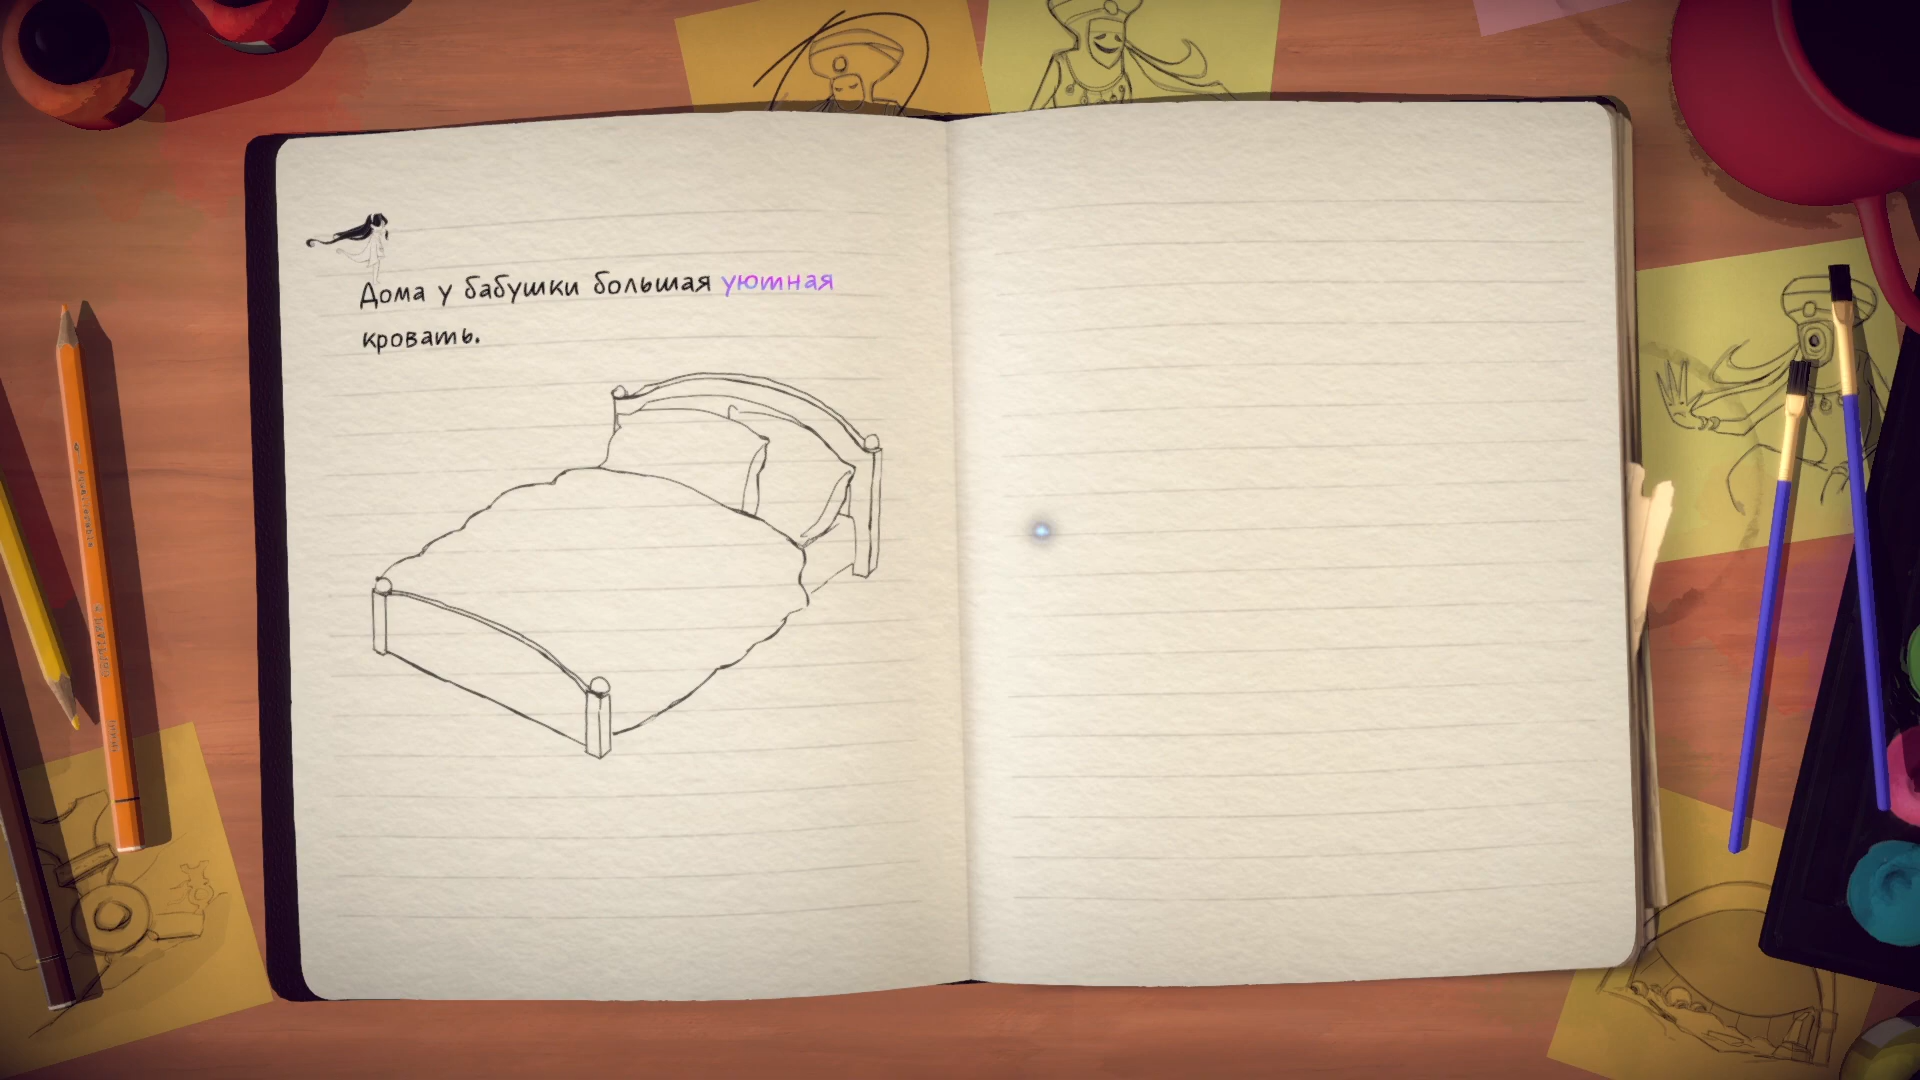 Дома у бабушки большая уютная
кровать.